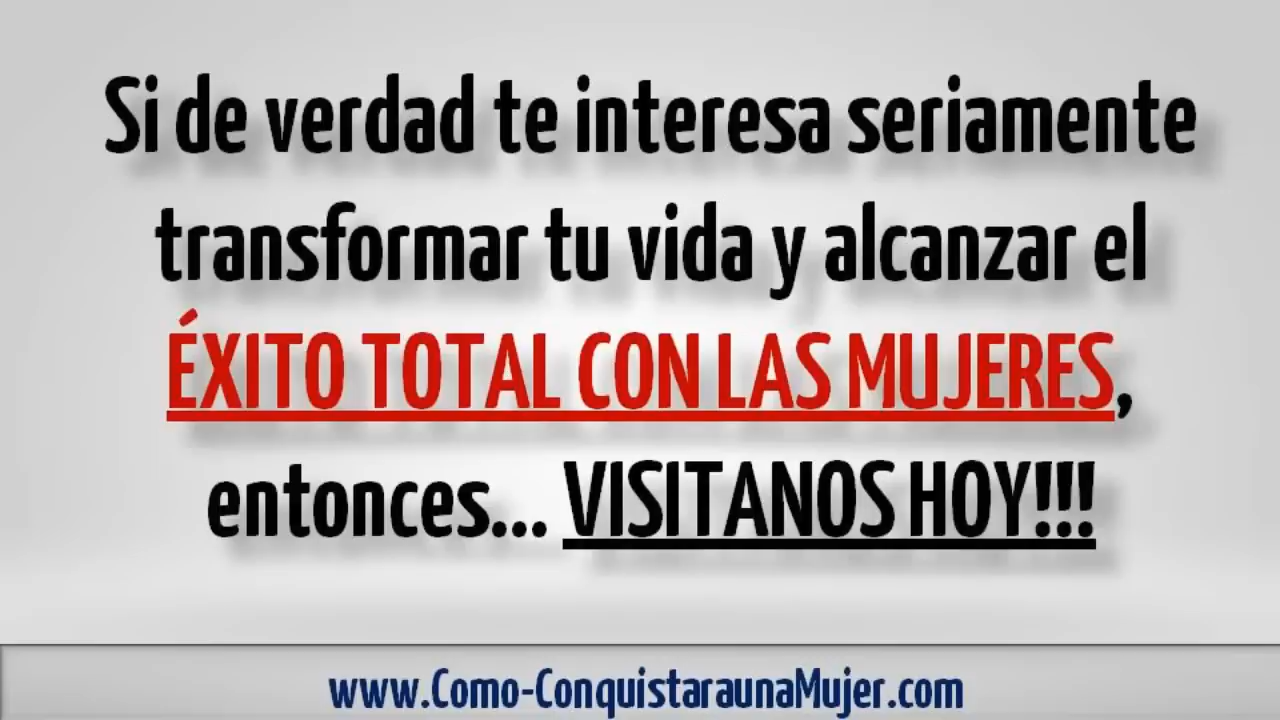 Si de verdad te interesa seriamente
transformar tu vida y alcanzar el
ÉXITO TOTAL CON LAS MUJERES,
entonces... VISITANOS HOY!!!
www.Como-ConquistaraunaMujer.com